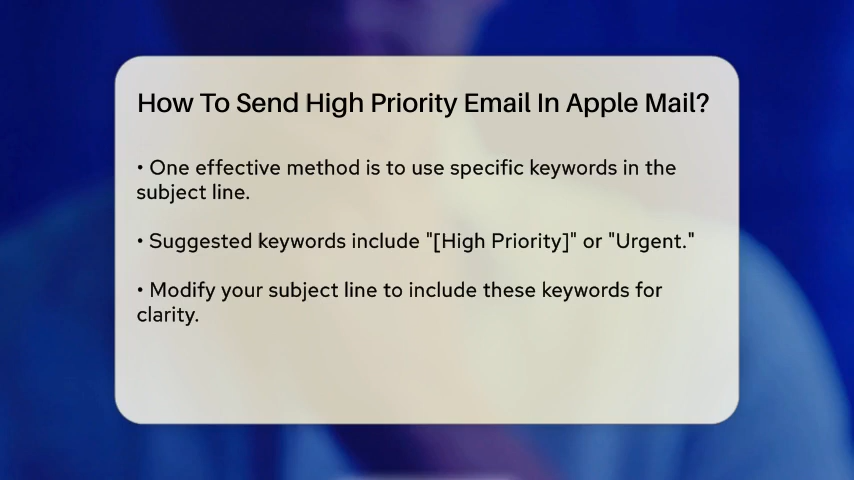 How To Send High Priority Email In Apple Mail?
• One effective method is to use specific keywords in the
subject line.
• Suggested keywords include "[High Priority]" or "Urgent."
• Modify your subject line to include these keywords for
clarity.